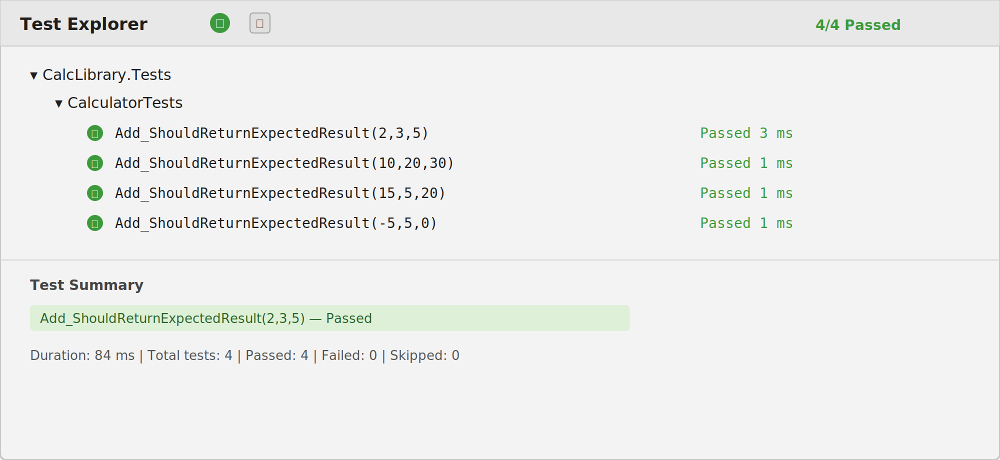 Test Explorer
4/4 Passed
▼ CalcLibrary.Tests
▼ CalculatorTests
Add_ShouldReturnExpectedResult(2,3,5) Passed 3 ms
Add_ShouldReturnExpectedResult(10,20,30) Passed 1 ms
Add_ShouldReturnExpectedResult(15,5,20) Passed 1 ms
Add_ShouldReturnExpectedResult(-5,5,0) Passed 1 ms
Test Summary
Add_ShouldReturnExpectedResult(2,3,5) — Passed
Duration: 84 ms | Total tests: 4 | Passed: 4 | Failed: 0 | Skipped: 0